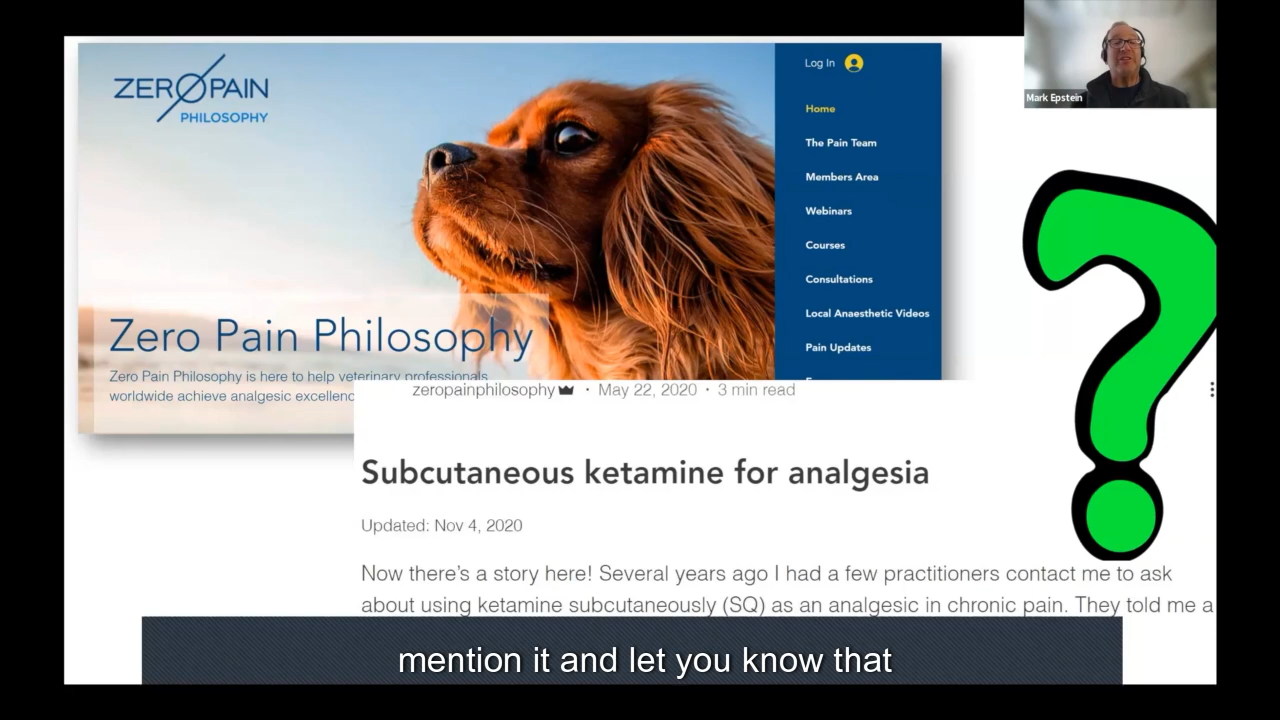 ZERØPAIN
PHILOSOPHY
Log In
Home
The Pain Team
Members Area
Webinars
Courses
Consultations
Local Anaesthetic Videos
Pain Updates
Mark Epstein
Zero Pain Philosophy
Zero Pain Philosophy is here to help veterinary professionals
worldwide achieve analgesic excellenc
zeropainphilosophy · May 22, 2020 · 3 min read
Subcutaneous ketamine for analgesia
Updated: Nov 4, 2020
Now there's a story here! Several years ago I had a few practitioners contact me to ask
about using ketamine subcutaneously (SQ) as an analgesic in chronic pain. They told me a
?
mention it and let you know that